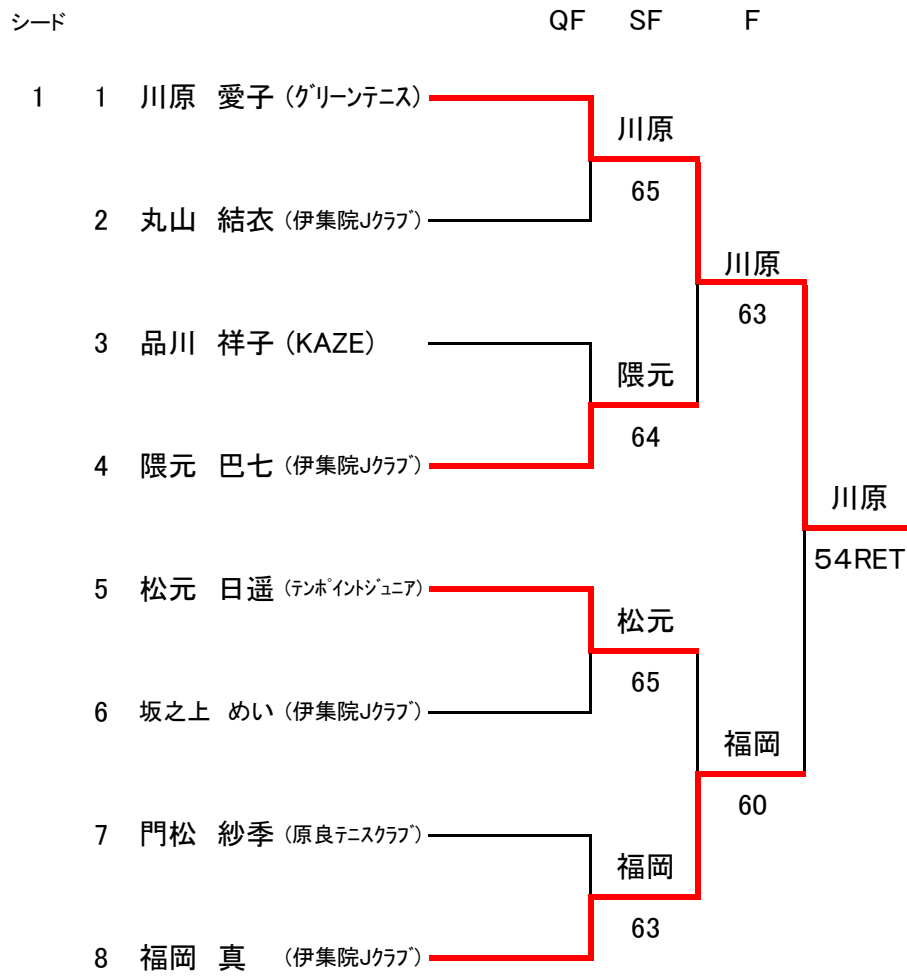 シード QF SF F
1 1 川原 愛子 (グリーンテニス)
川原
65
2 丸山 結衣 (伊集院Jクラブ)
川原
63
3 品川 祥子 (KAZE)
隈元
64
4 隈元 巴七 (伊集院Jクラブ)
川原
54RET
5 松元 日遥 (テンポイントジュニア)
松元
65
6 坂之上 めい (伊集院Jクラブ)
福岡
60
7 門松 紗季 (原良テニスクラブ)
福岡
63
8 福岡 真 (伊集院Jクラブ)